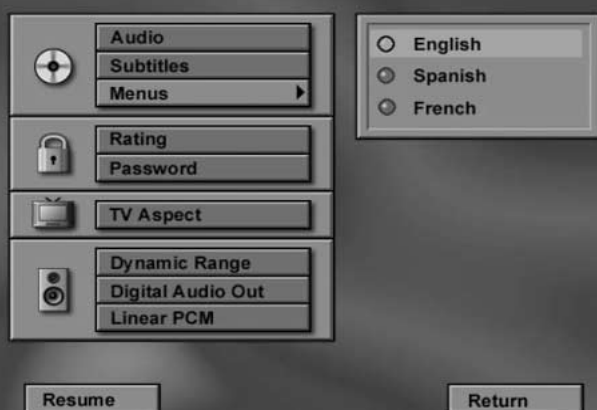 Audio
Subtitles
Menus
Rating
Password
TV Aspect
Dynamic Range
Digital Audio Out
Linear PCM
English
Spanish
French
Resume
Return